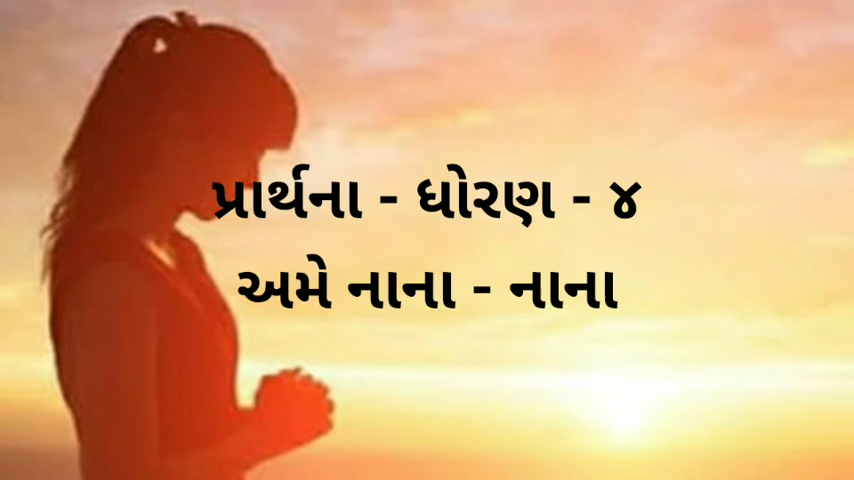 પ્રાર્થના - ધોરણ - ૪
અમે નાના - નાના